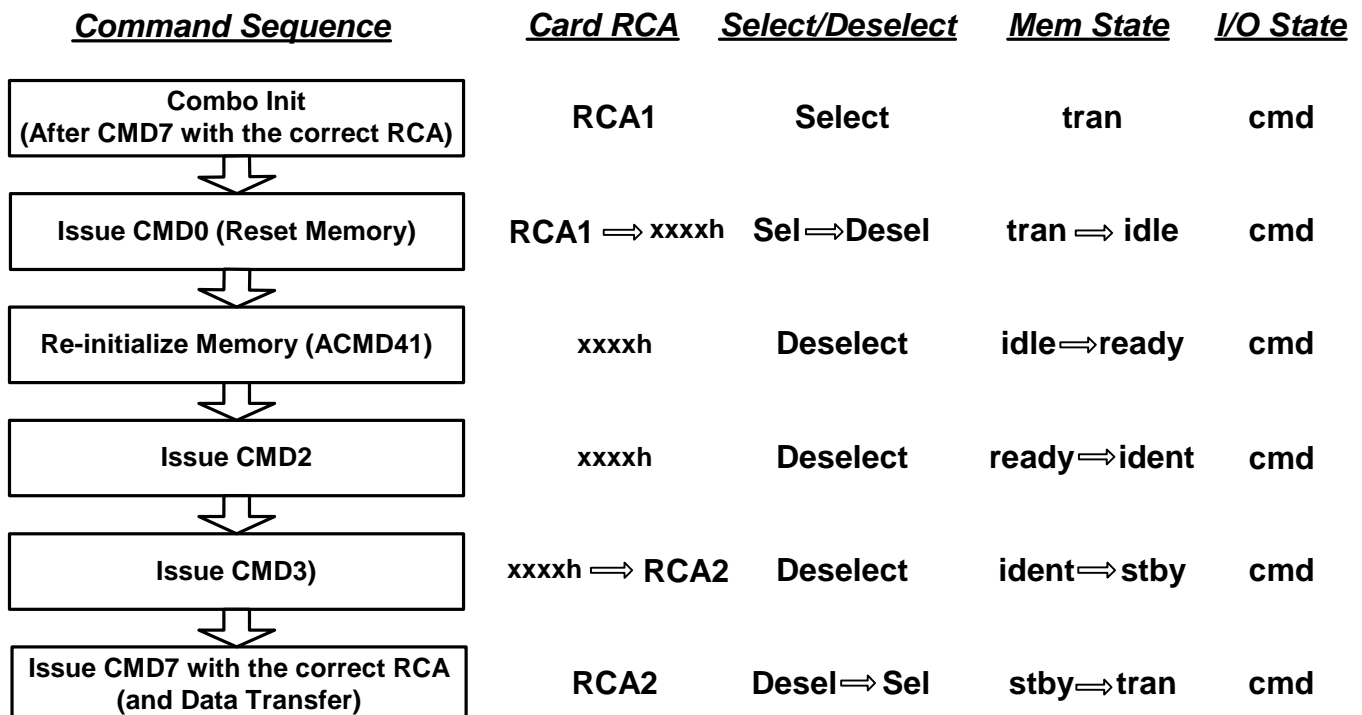 Command Sequence Card RCA Select/Deselect Mem State I/O State
Combo Init
(After CMD7 with the correct RCA) RCA1 Select tran cmd
Issue CMD0 (Reset Memory) RCA1 ⇒ xxxxh Sel⇒Desel tran ⇒ idle cmd
Re-initialize Memory (ACMD41) xxxxh Deselect idle⇒ready cmd
Issue CMD2 xxxxh Deselect ready⇒ident cmd
Issue CMD3) xxxxh ⇒ RCA2 Deselect ident⇒stby cmd
Issue CMD7 with the correct RCA
(and Data Transfer) RCA2 Desel⇒ Sel stby⇒tran cmd